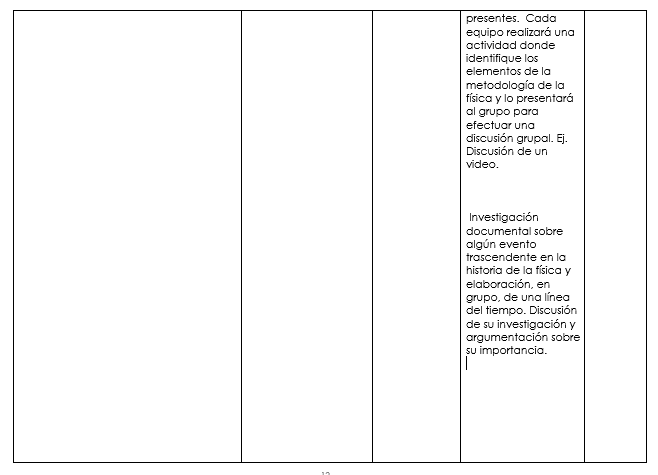 presentes.  Cada
equipo realizará una
actividad donde
identifique los
elementos de la
metodología de la
física y lo presentará
al grupo para
efectuar una
discusión grupal. Ej.
Discusión de un
video.
Investigación
documental sobre
algún evento
trascendente en la
historia de la física y
elaboración, en
grupo, de una línea
del tiempo. Discusión
de su investigación y
argumentación sobre
su importancia.